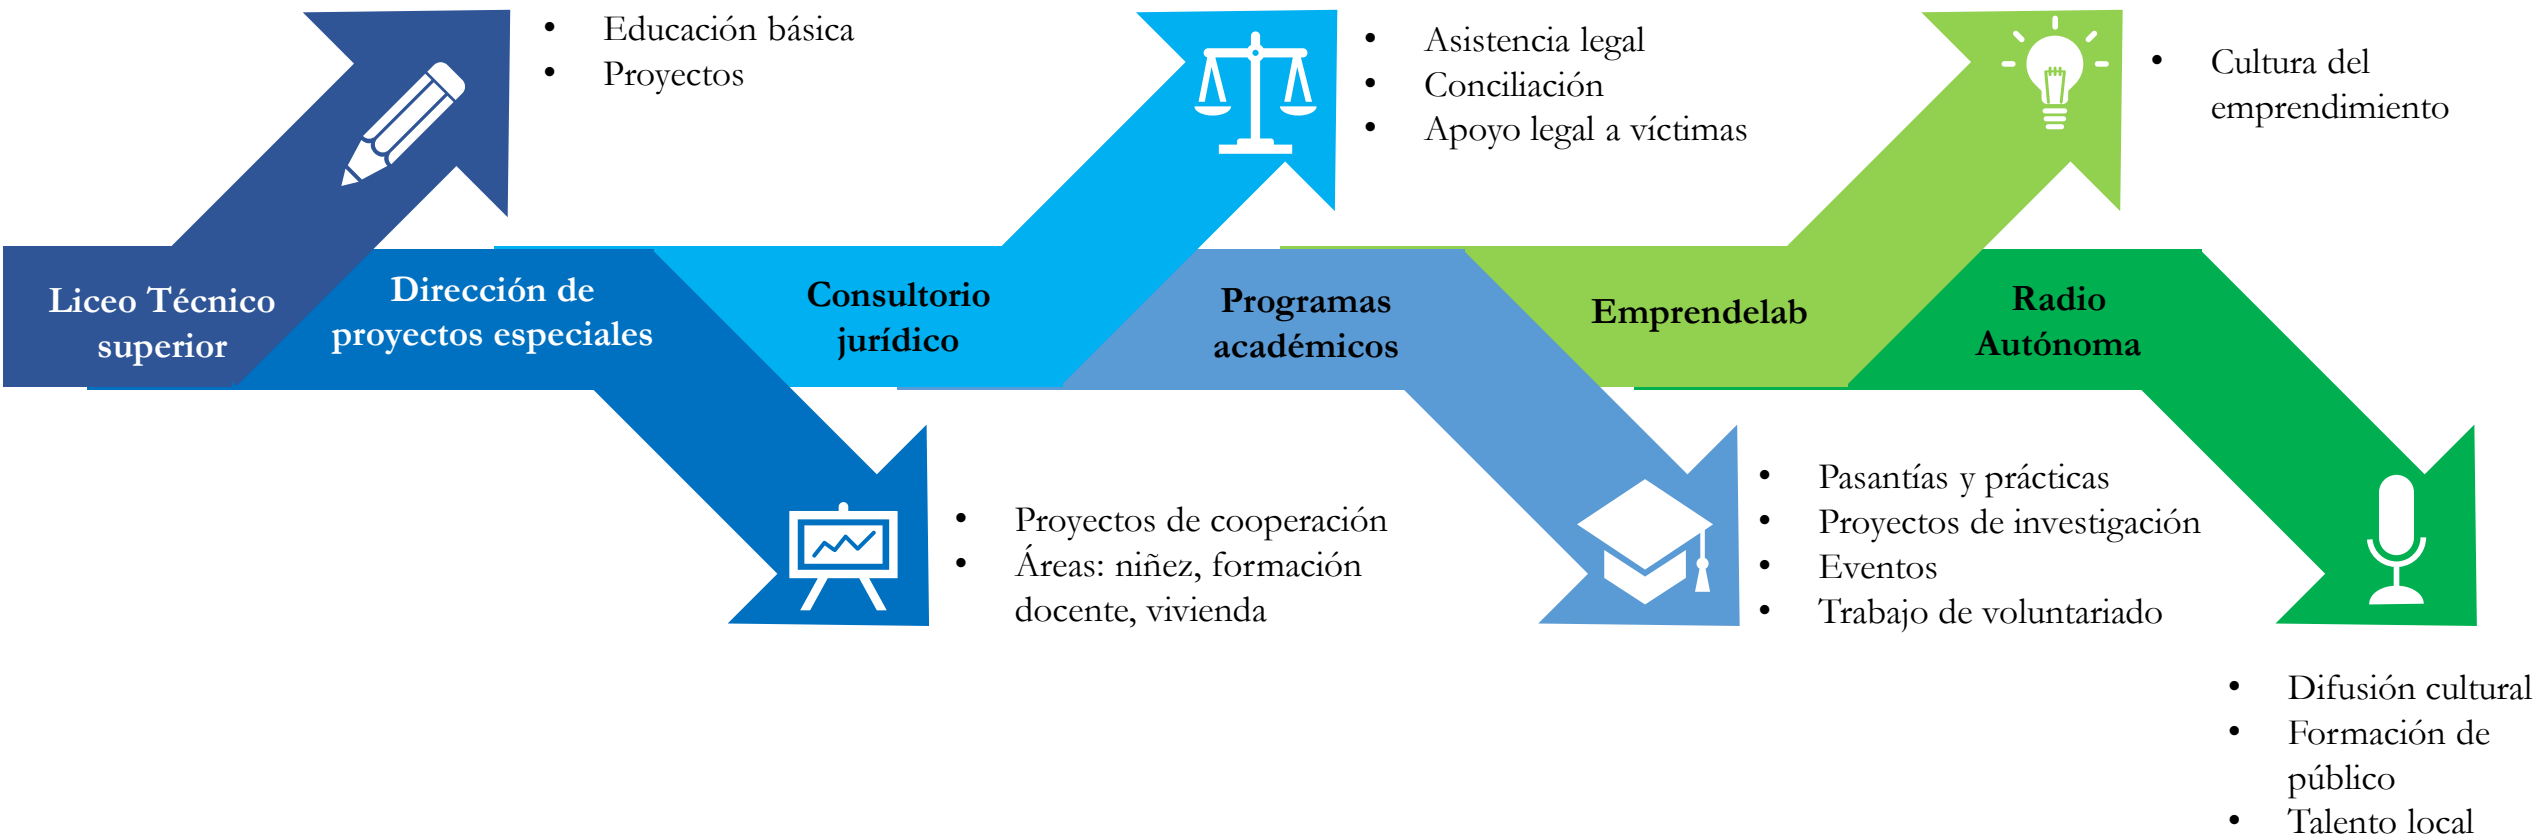 • Educación básica
• Proyectos
• Asistencia legal
• Conciliación
• Apoyo legal a víctimas
• Cultura del
emprendimiento
Liceo Técnico
superior
Dirección de
proyectos especiales
Consultorio
jurídico
Programas
académicos
Emprendelab
Radio
Autónoma
• Proyectos de cooperación
• Áreas: niñez, formación
docente, vivienda
• Pasantías y prácticas
• Proyectos de investigación
• Eventos
• Trabajo de voluntariado
• Difusión cultural
• Formación de
público
• Talento local